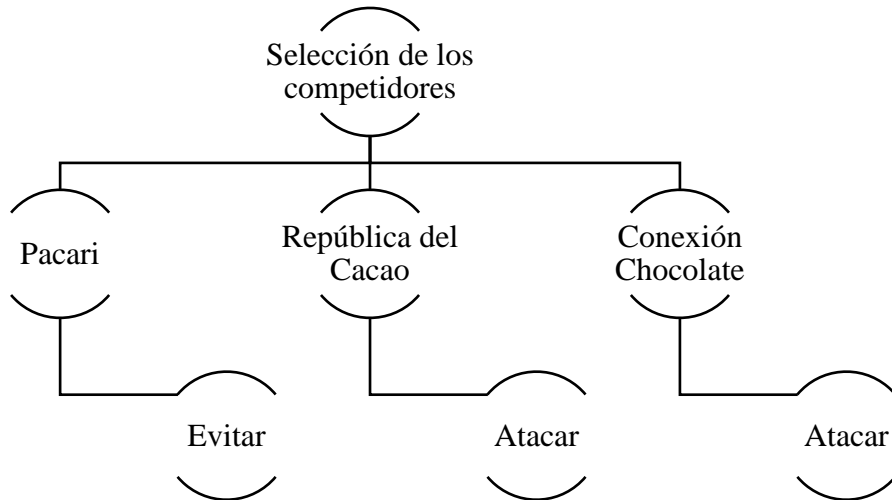 Selección de los
competidores
Pacari
República del
Cacao
Conexión
Chocolate
Evitar
Atacar
Atacar